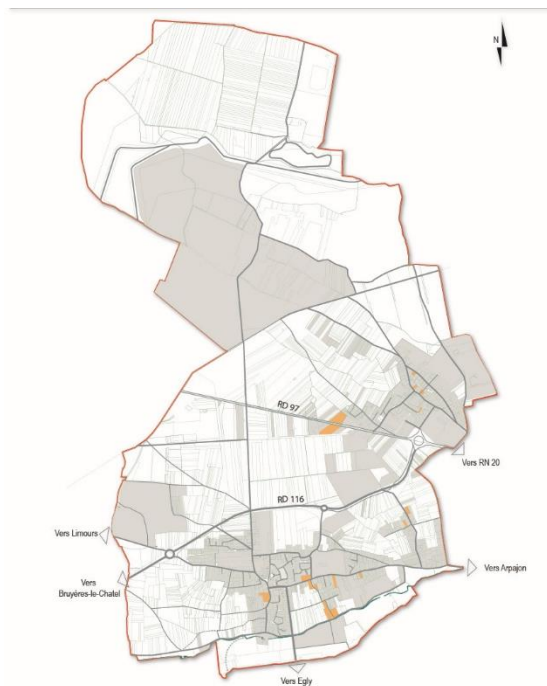 N
RD 97
Vers RN 20
RD 116
Vers Limours
Vers Arpajon
Vers
Bruyères-le-Chatel
Vers Egly